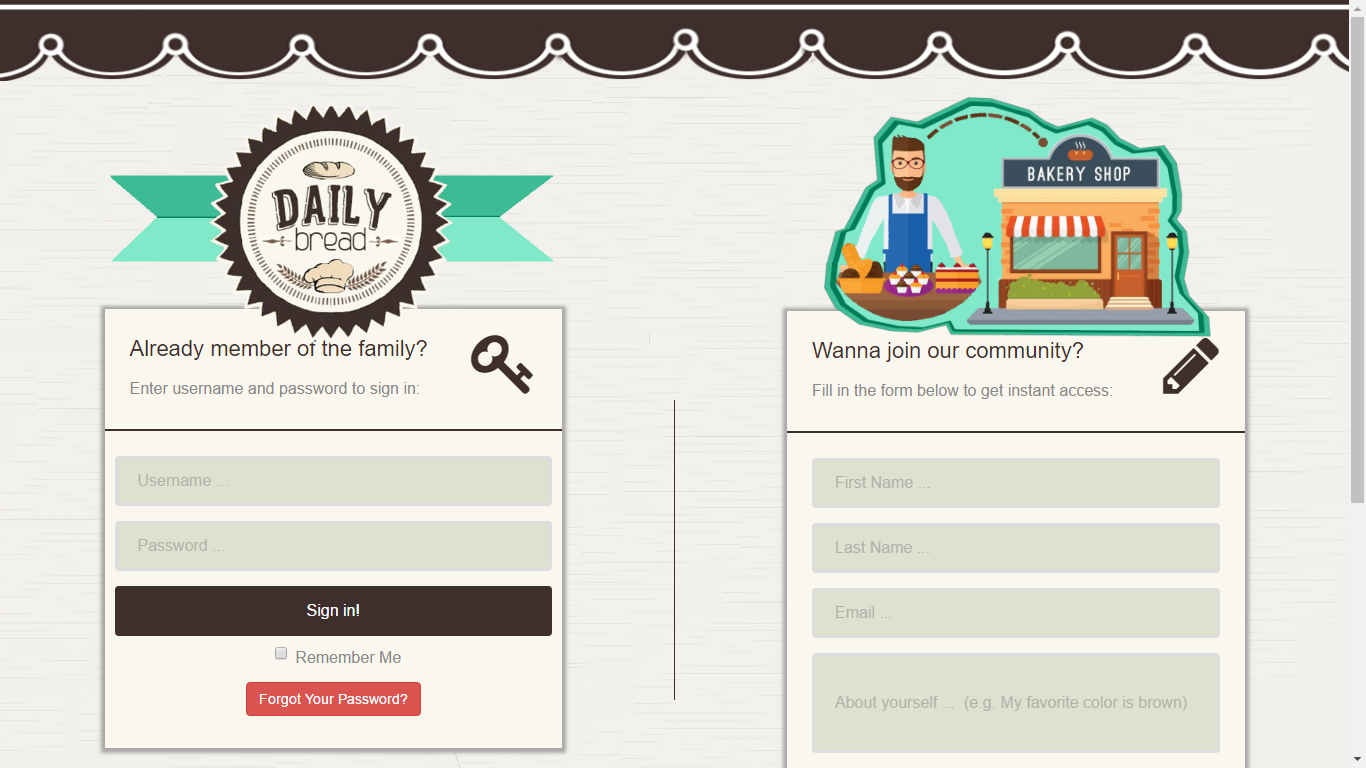 DAILY
bread
BAKERY SHOP
Already member of the family?
Enter username and password to sign in:
Username ...
Password ...
Sign in!
Remember Me
Forgot Your Password?
Wanna join our community?
Fill in the form below to get instant access:
First Name ...
Last Name ...
Email ...
About yourself ...  (e.g. My favorite color is brown)